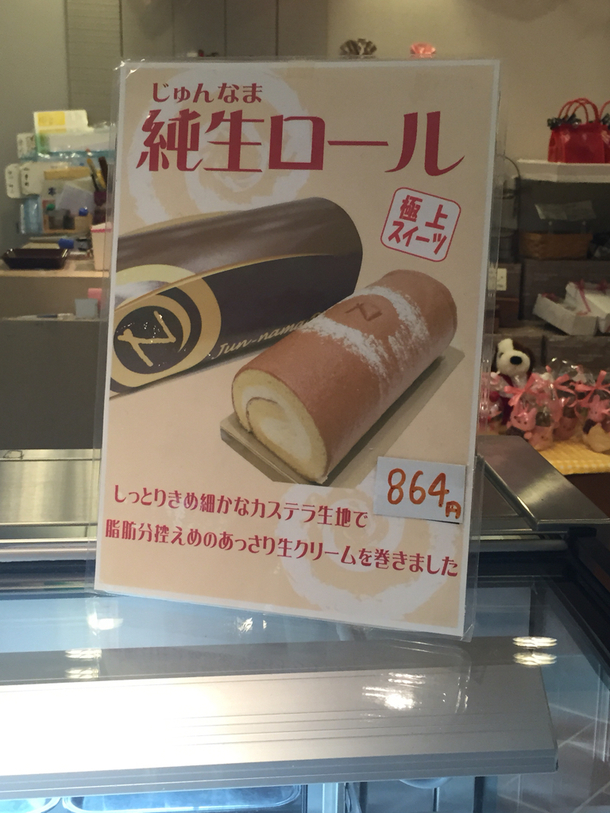 じゅんなま
純生ロール
極上
スイーツ
Jun-nama
864円
しっとりきめ細かなカステラ生地で
脂肪分控えめのあっさり生クリームを巻きました